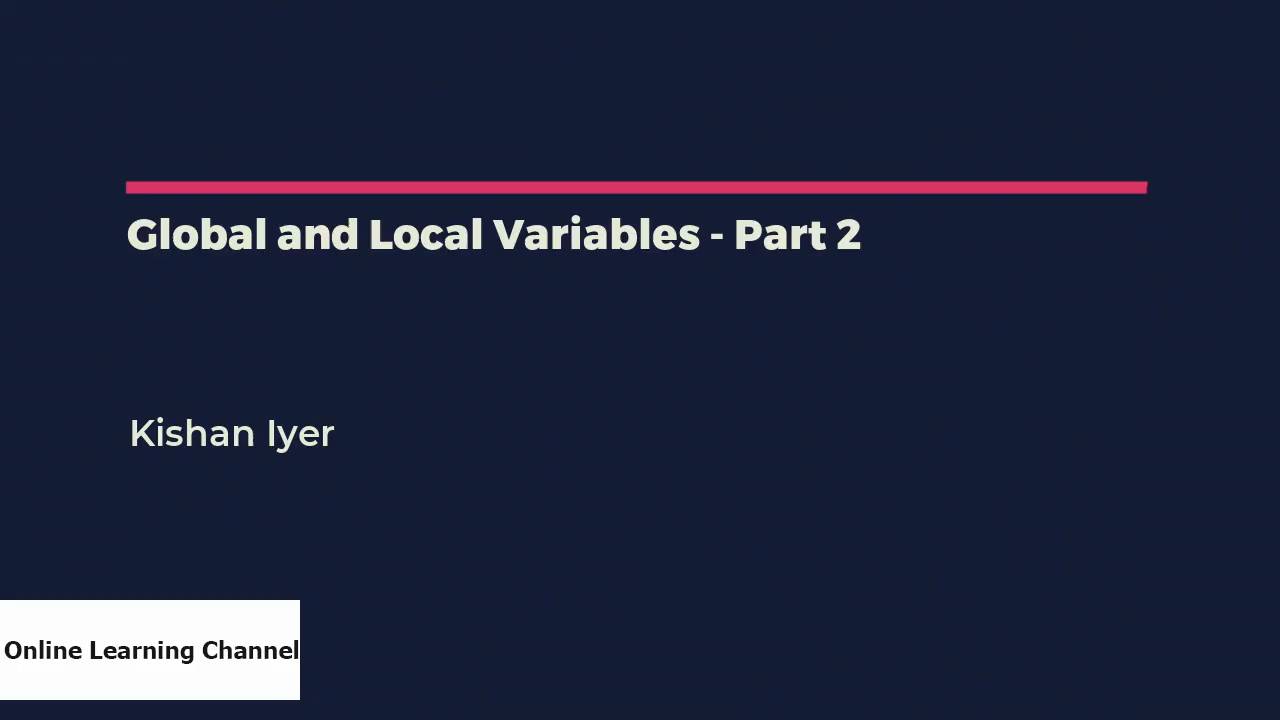 Global and Local Variables - Part 2
Kishan Iyer
Online Learning Channel